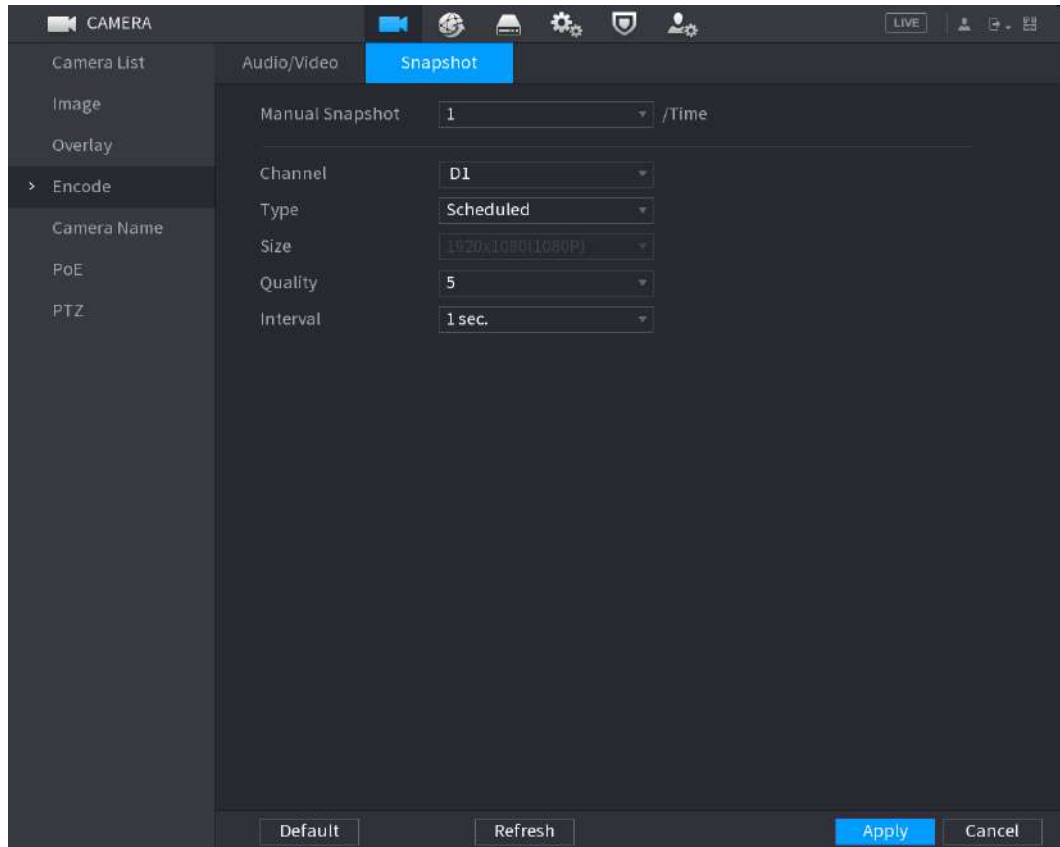 CAMERA
LIVE
Camera List
Image
Overlay
> Encode
Camera Name
PoE
PTZ
Audio/Video Snapshot
Manual Snapshot 1 /Time
Channel D1
Type Scheduled
Size 1920x1080(1080P)
Quality 5
Interval 1 sec.
Default Refresh Apply Cancel